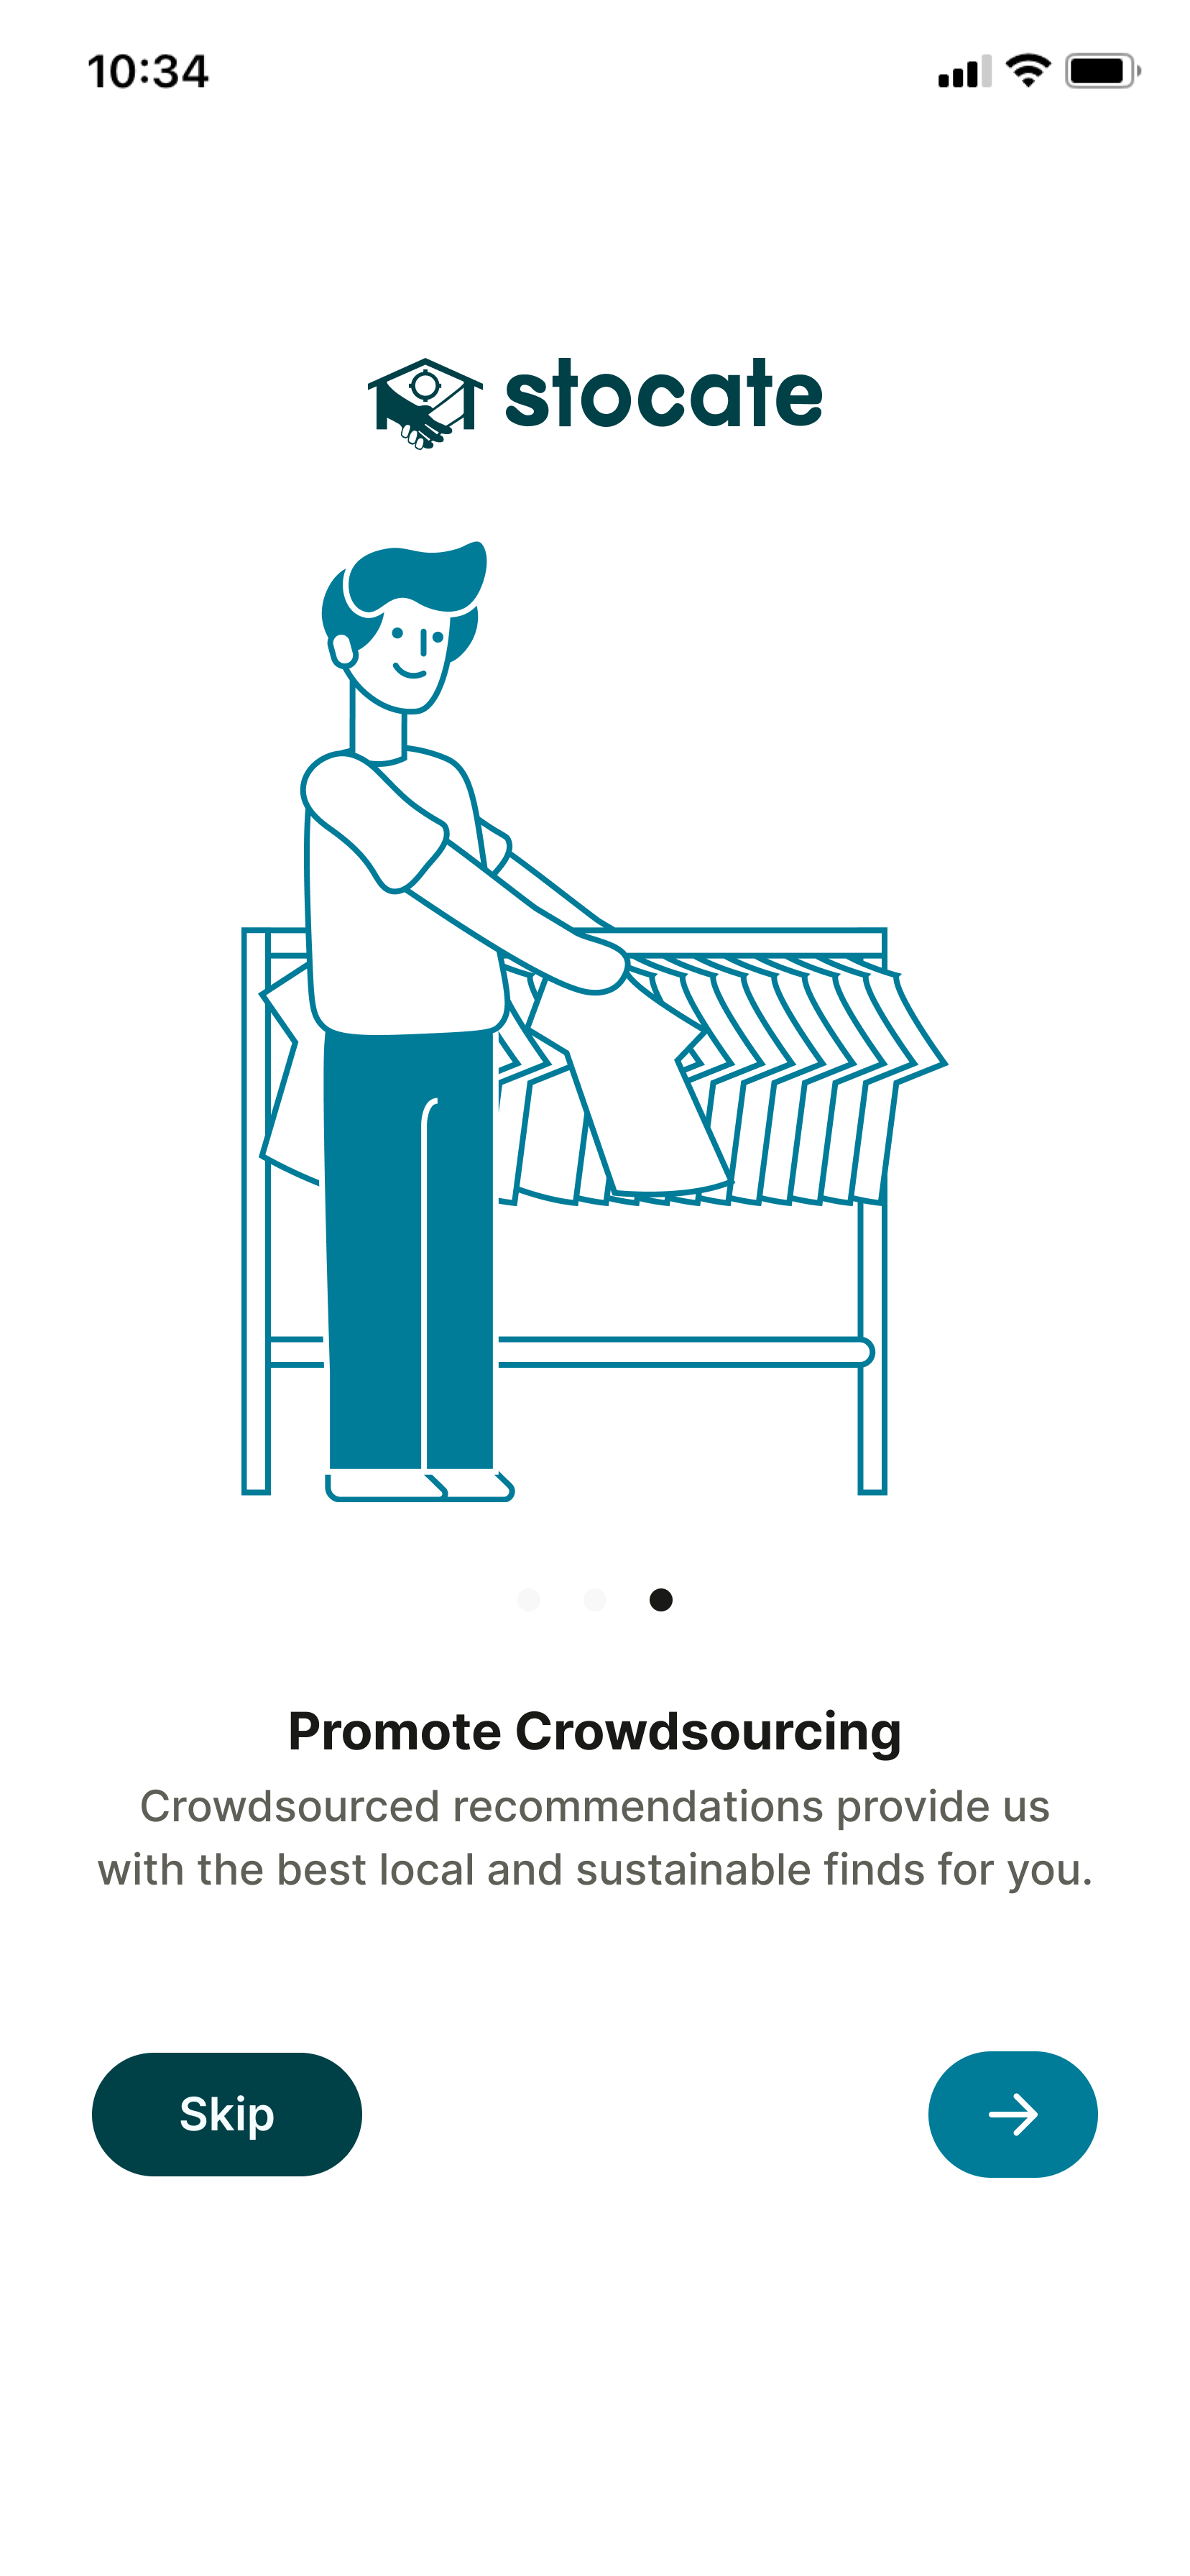 10:34
stocate
Promote Crowdsourcing
Crowdsourced recommendations provide us
with the best local and sustainable finds for you.
Skip